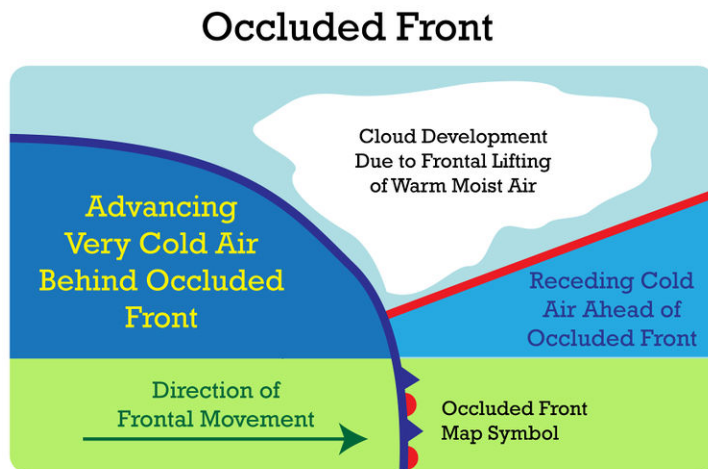 Occluded Front
Cloud Development
Due to Frontal Lifting
of Warm Moist Air
Advancing
Very Cold Air
Behind Occluded
Front
Receding Cold
Air Ahead of
Occluded Front
Direction of
Frontal Movement
Occluded Front
Map Symbol